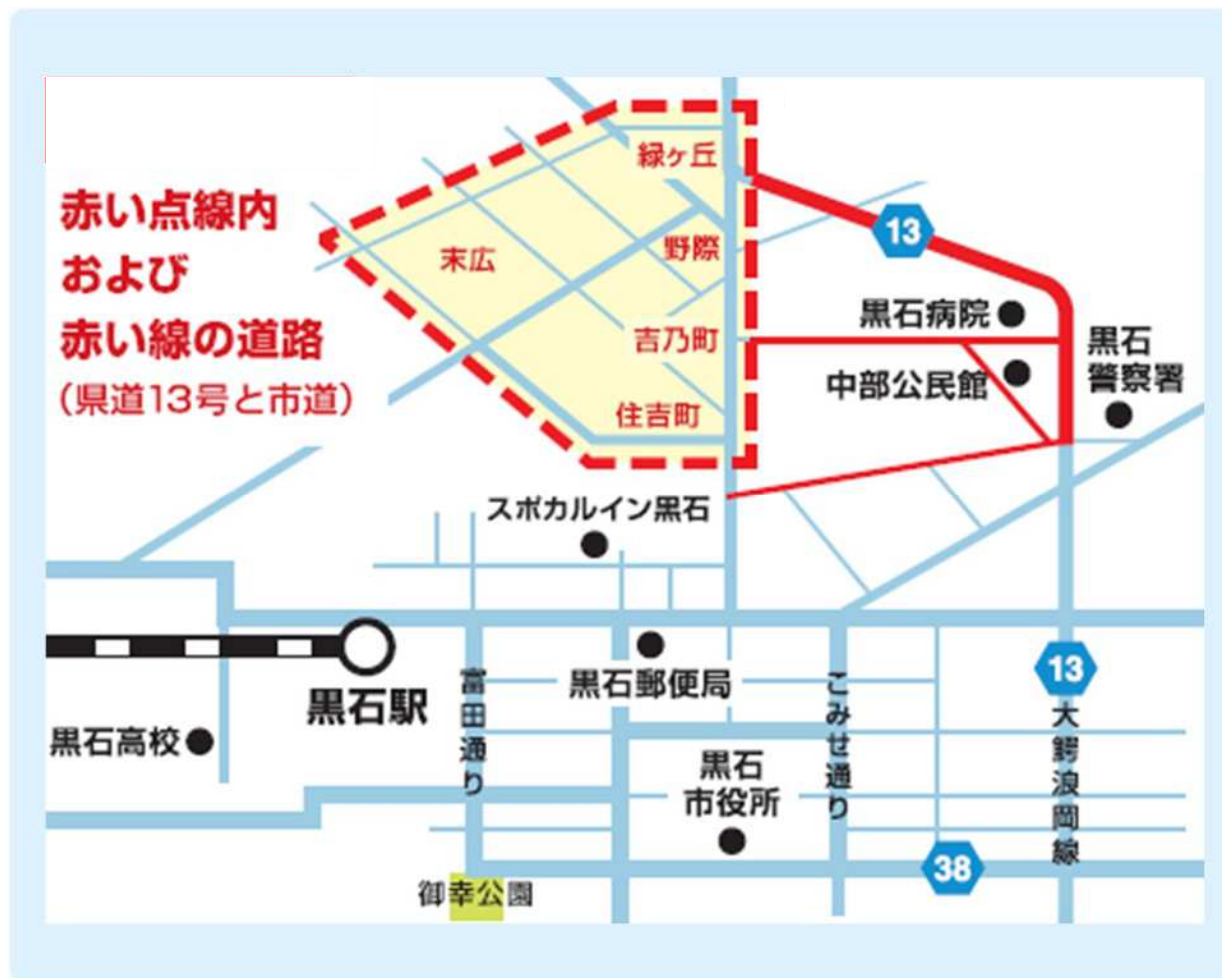 赤い点線内
および
赤い線の道路
（県道13号と市道）
緑ヶ丘
末広
野際
吉乃町
住吉町
13
黒石病院
中部公民館
黒石
警察署
スポカルイン黒石
黒石駅
黒石高校
富田通り
黒石郵便局
こみせ通り
13
大鰐浪岡線
黒石
市役所
38
御幸公園